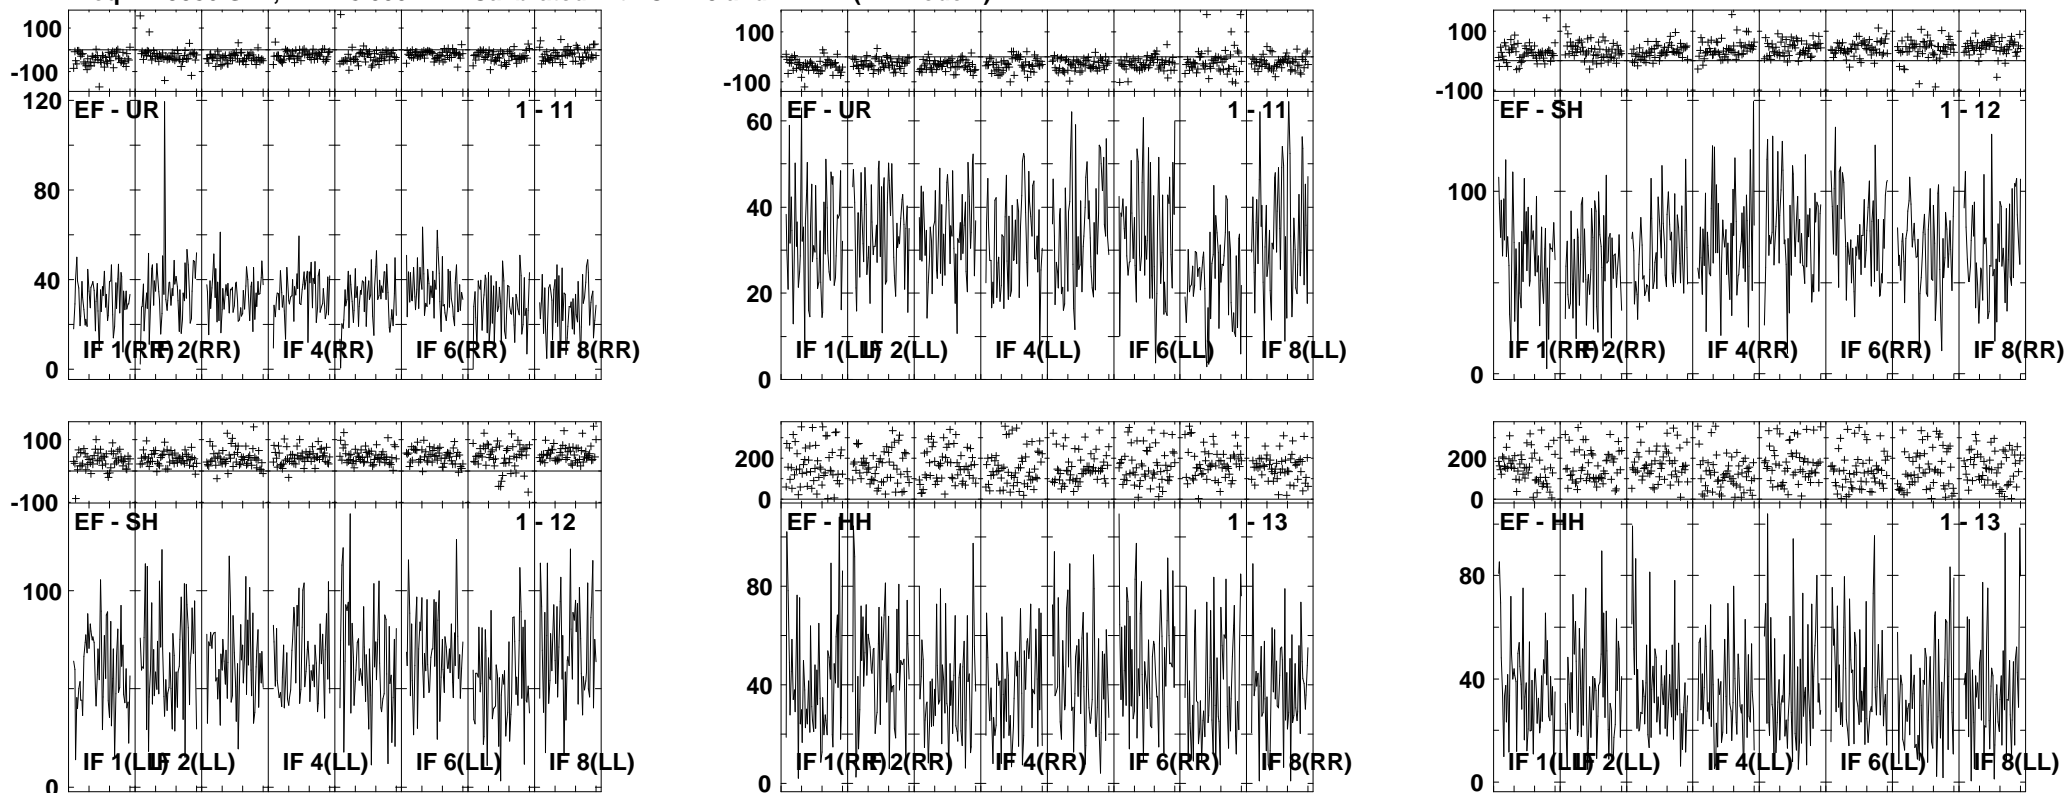 100
-100
120
80
40
0
EF - UR 1 - 11
IF 1(RR) IF 2(RR) IF 4(RR) IF 6(RR) IF 8(RR)
100
-100
60
40
20
0
EF - UR 1 - 11
IF 1(LL) IF 2(LL) IF 4(LL) IF 6(LL) IF 8(LL)
100
-100
100
0
EF - SH 1 - 12
IF 1(RR) IF 2(RR) IF 4(RR) IF 6(RR) IF 8(RR)
100
-100
100
0
EF - SH 1 - 12
IF 1(LL) IF 2(LL) IF 4(LL) IF 6(LL) IF 8(LL)
200
0
80
40
0
EF - HH 1 - 13
IF 1(RR) IF 2(RR) IF 4(RR) IF 6(RR) IF 8(RR)
200
0
80
40
0
EF - HH 1 - 13
IF 1(LL) IF 2(LL) IF 4(LL) IF 6(LL) IF 8(LL)